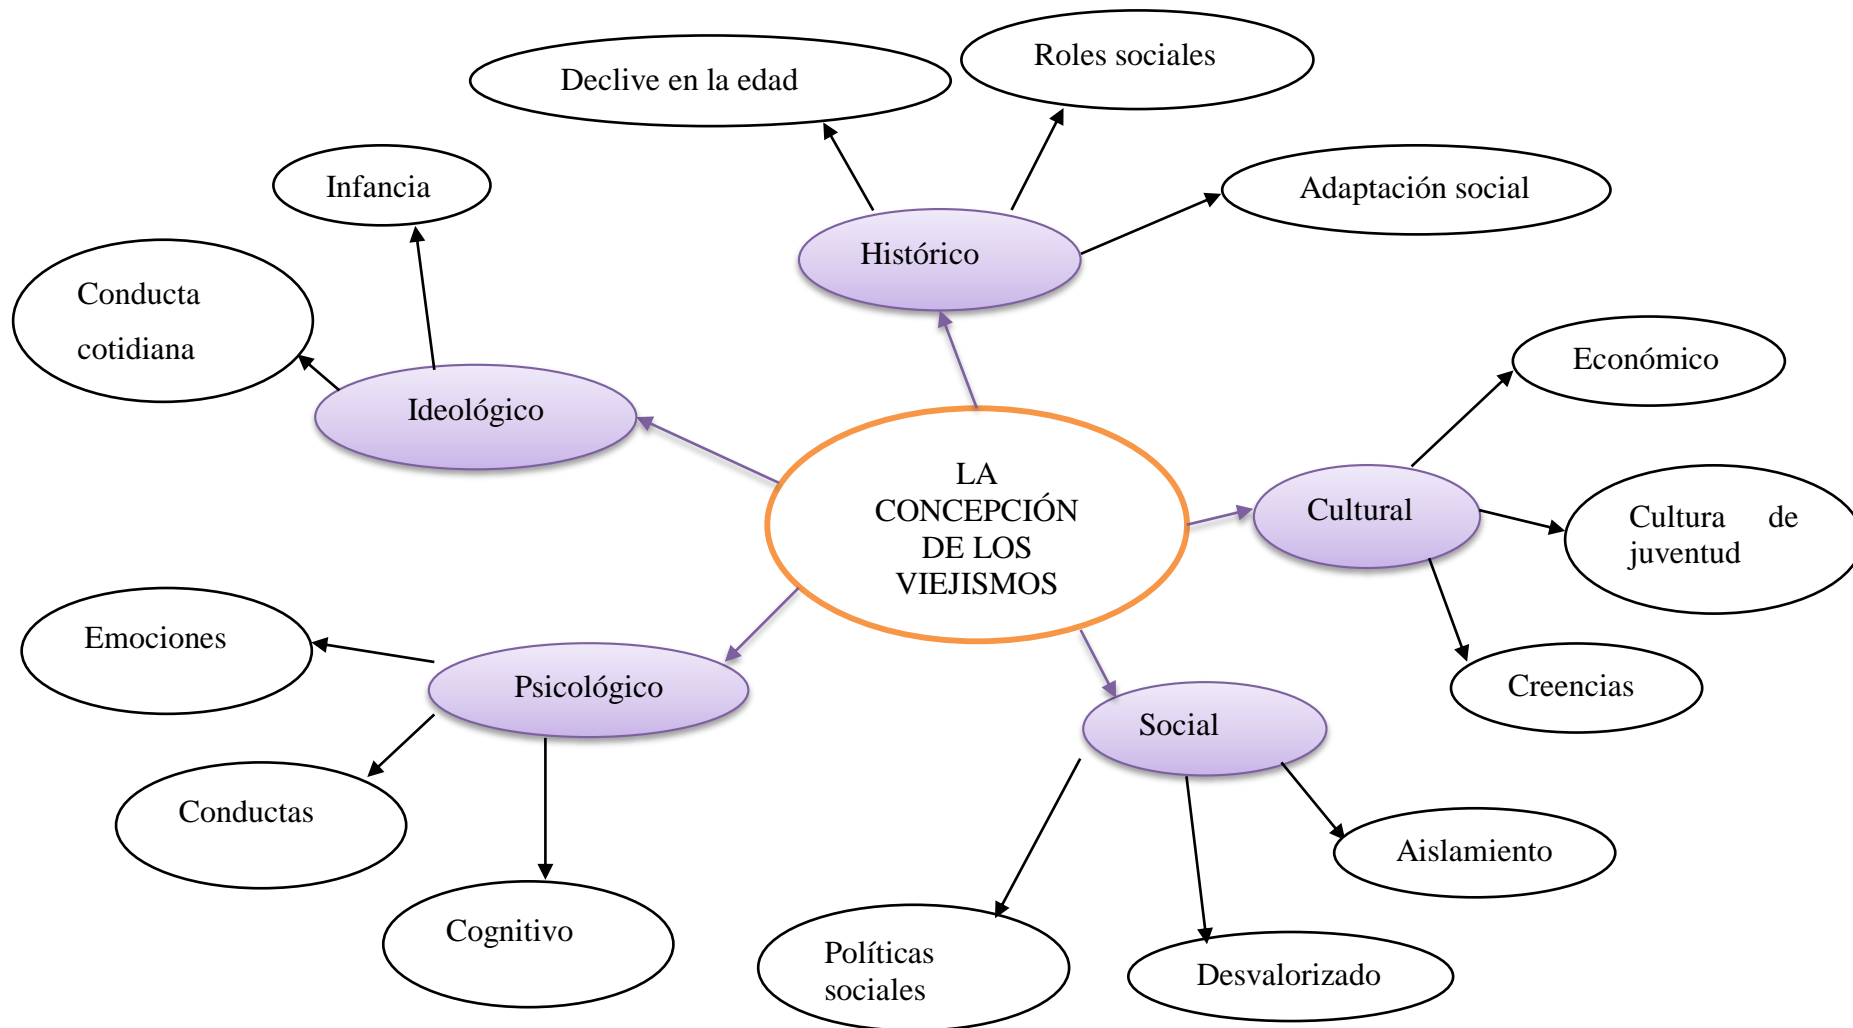 Roles sociales
Declive en la edad
Infancia
Adaptación social
Histórico
Conducta
cotidiana
Económico
Ideológico
LA
CONCEPCIÓN
DE LOS
VIEJISMOS
Cultural
Cultura de
juventud
Emociones
Psicológico
Creencias
Social
Conductas
Aislamiento
Cognitivo
Políticas
sociales
Desvalorizado